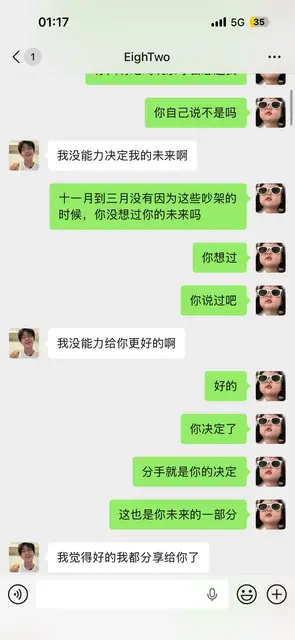 01:17
5G
35
1
EighTwo
你自己说不是吗
我没能力决定我的未来啊
十一月到三月没有因为这些吵架的
时候，你没想过你的未来吗
你想过
你说过吧
我没能力给你更好的啊
好的
你决定了
分手就是你的决定
这也是你未来的一部分
我觉得好的我都分享给你了